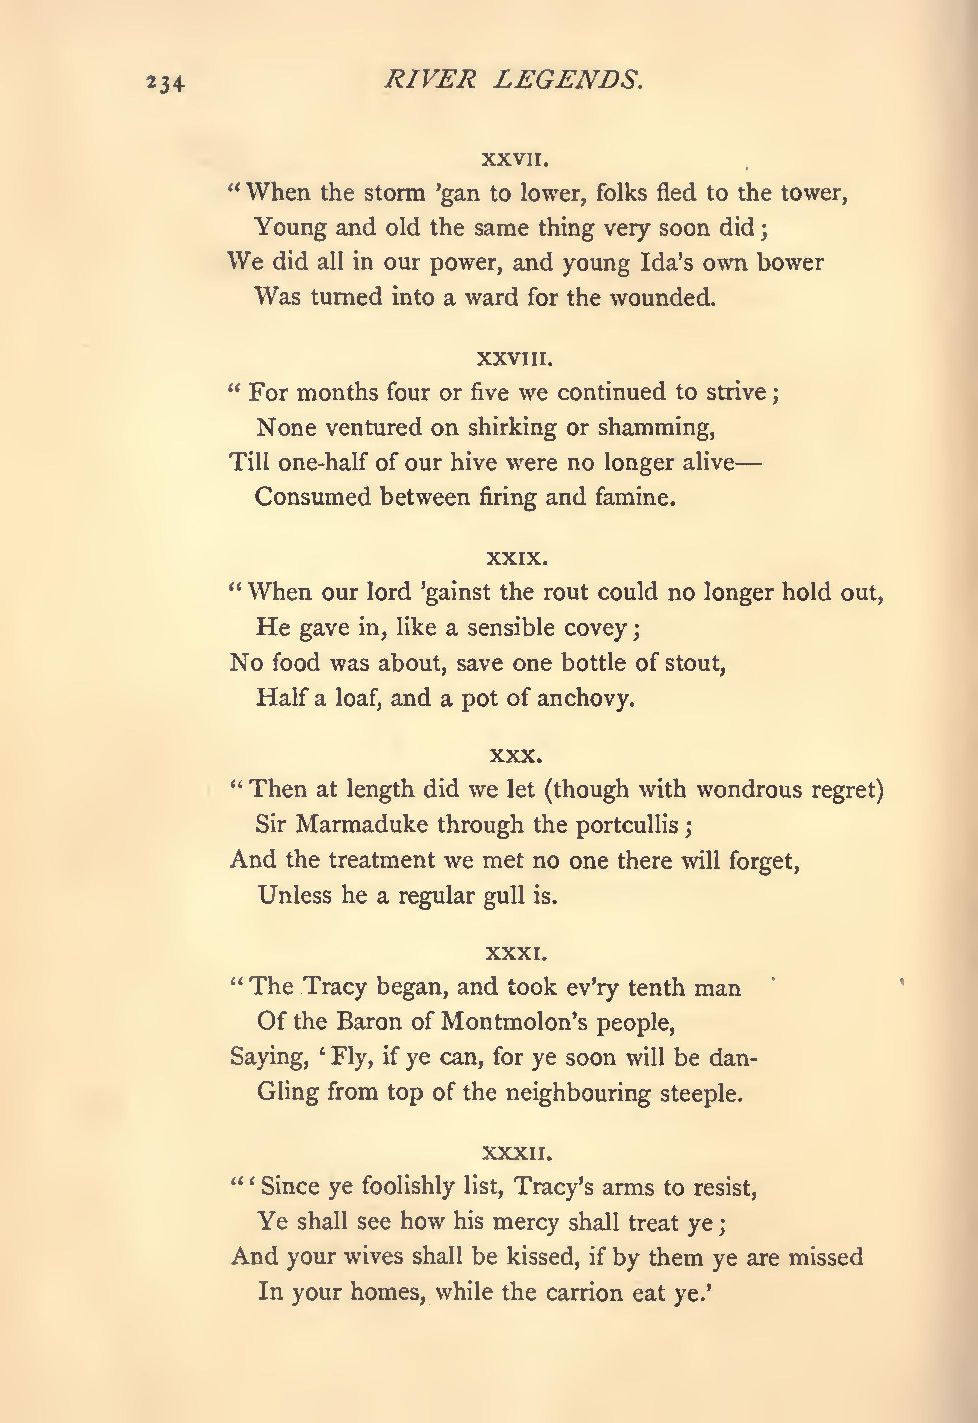 234 RIVER LEGENDS.
XXVII.
“When the storm ’gan to lower, folks fled to the tower,
Young and old the same thing very soon did;
We did all in our power, and young Ida’s own bower
Was turned into a ward for the wounded.
XXVIII.
“For months four or five we continued to strive;
None ventured on shirking or shamming,
Till one-half of our hive were no longer alive—
Consumed between firing and famine.
XXIX.
“When our lord ’gainst the rout could no longer hold out,
He gave in, like a sensible covey;
No food was about, save one bottle of stout,
Half a loaf, and a pot of anchovy.
XXX.
“Then at length did we let (though with wondrous regret)
Sir Marmaduke through the portcullis;
And the treatment we met no one there will forget,
Unless he a regular gull is.
XXXI.
“The Tracy began, and took ev’ry tenth man
Of the Baron of Montmolon’s people,
Saying, ‘Fly, if ye can, for ye soon will be dan-
Gling from top of the neighbouring steeple.
XXXII.
“‘Since ye foolishly list, Tracy’s arms to resist,
Ye shall see how his mercy shall treat ye;
And your wives shall be kissed, if by them ye are missed
In your homes, while the carrion eat ye.’